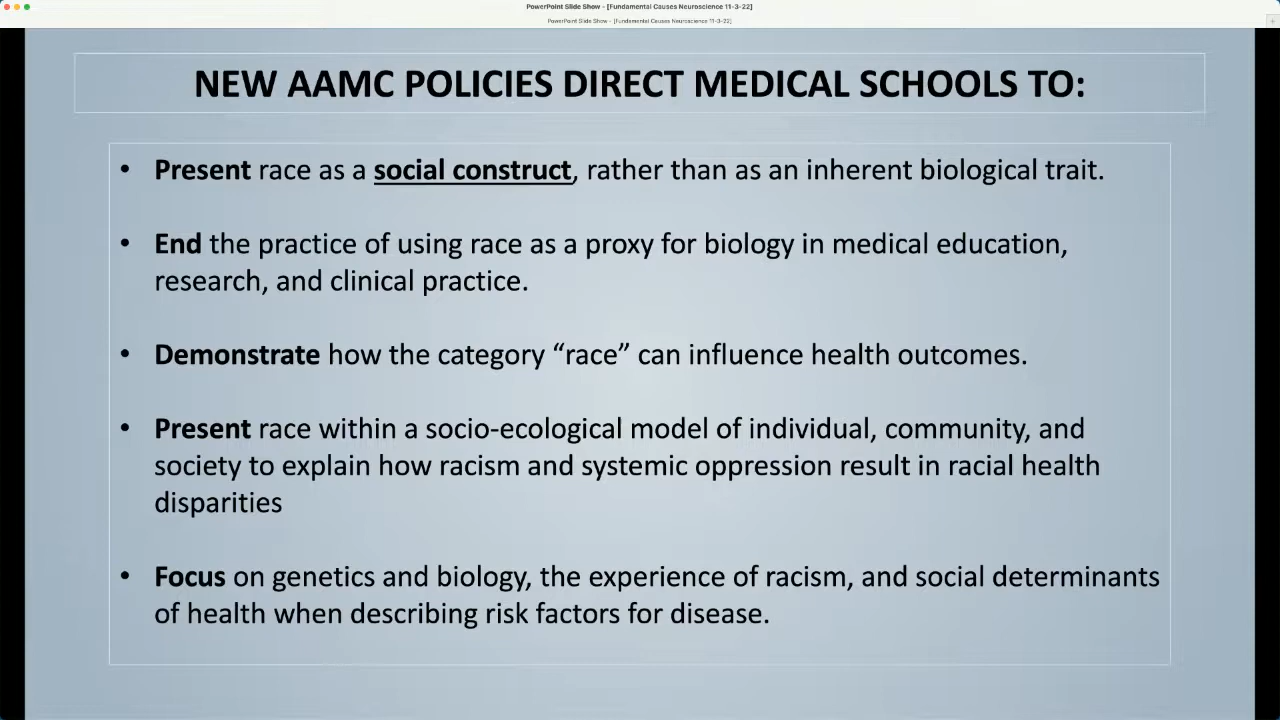 PowerPoint Slide Show - [Fundamental Causes Neuroscience 11-3-22]
PowerPoint Slide Show - [Fundamental Causes Neuroscience 11-3-22]
NEW AAMC POLICIES DIRECT MEDICAL SCHOOLS TO:
• Present race as a social construct, rather than as an inherent biological trait.
• End the practice of using race as a proxy for biology in medical education,
research, and clinical practice.
• Demonstrate how the category “race” can influence health outcomes.
• Present race within a socio-ecological model of individual, community, and
society to explain how racism and systemic oppression result in racial health
disparities
• Focus on genetics and biology, the experience of racism, and social determinants
of health when describing risk factors for disease.